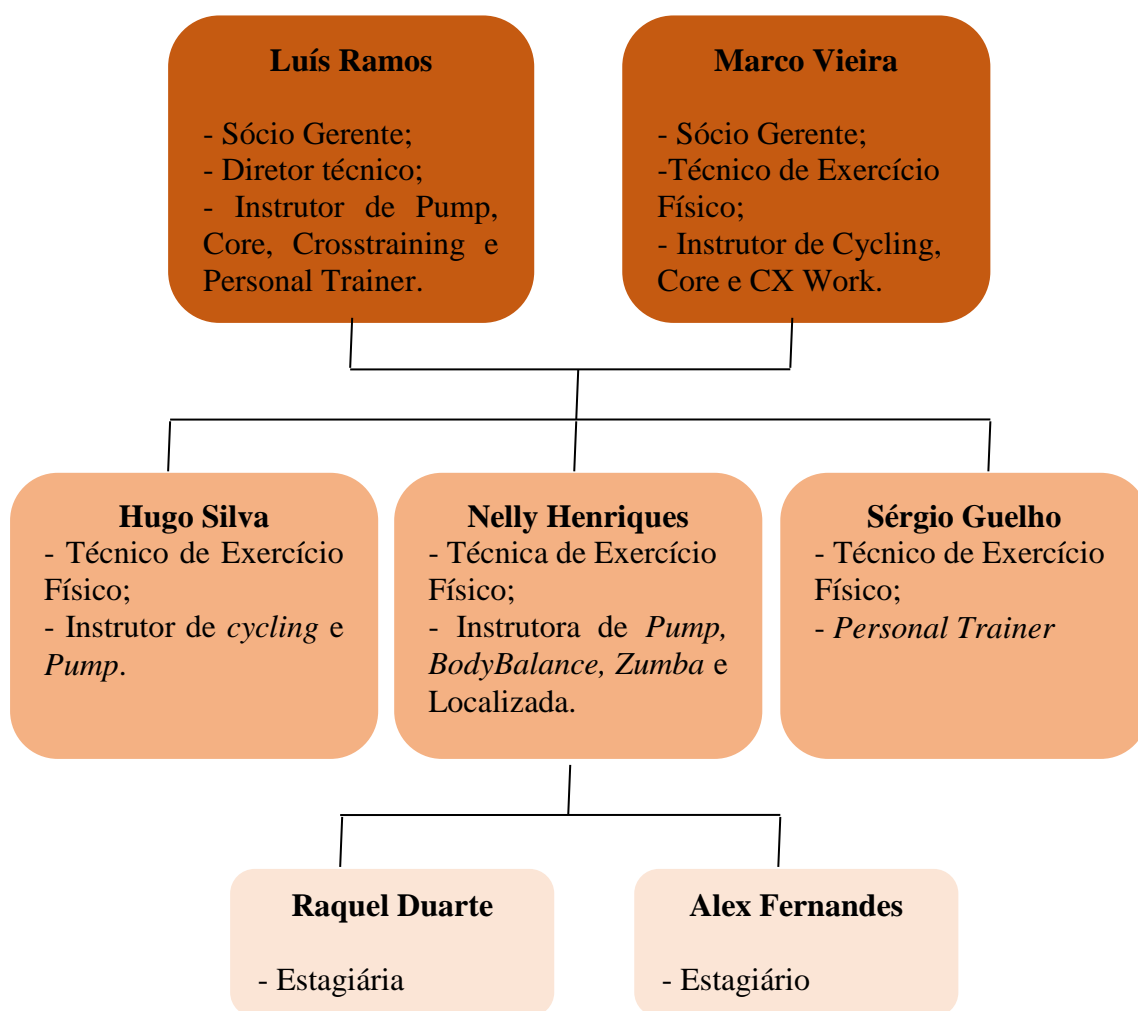 Luís Ramos
- Sócio Gerente;
- Diretor técnico;
- Instrutor de Pump,
Core, Crosstraining e
Personal Trainer.
Marco Vieira
- Sócio Gerente;
-Técnico de Exercício
Físico;
- Instrutor de Cycling,
Core e CX Work.
Hugo Silva
- Técnico de Exercício
Físico;
- Instrutor de cycling e
Pump.
Nelly Henriques
- Técnica de Exercício
Físico;
- Instrutora de Pump,
BodyBalance, Zumba e
Localizada.
Sérgio Guelho
- Técnico de Exercício
Físico;
- Personal Trainer
Raquel Duarte
- Estagiária
Alex Fernandes
- Estagiário